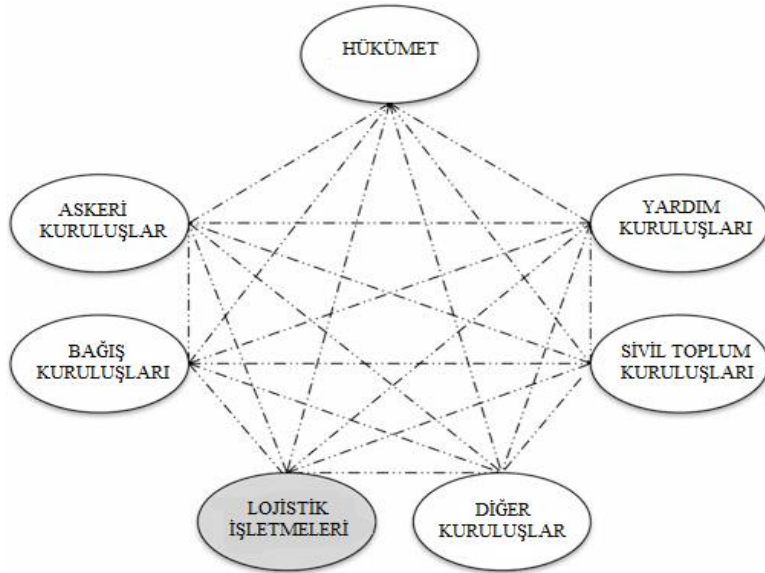 HÜKÜMET
ASKERİ
KURULUŞLAR
YARDIM
KURULUŞLARI
BAĞIŞ
KURULUŞLARI
SİVİL TOPLUM
KURULUŞLARI
LOJİSTİK
İŞLETMELERİ
DİĞER
KURULUŞLAR